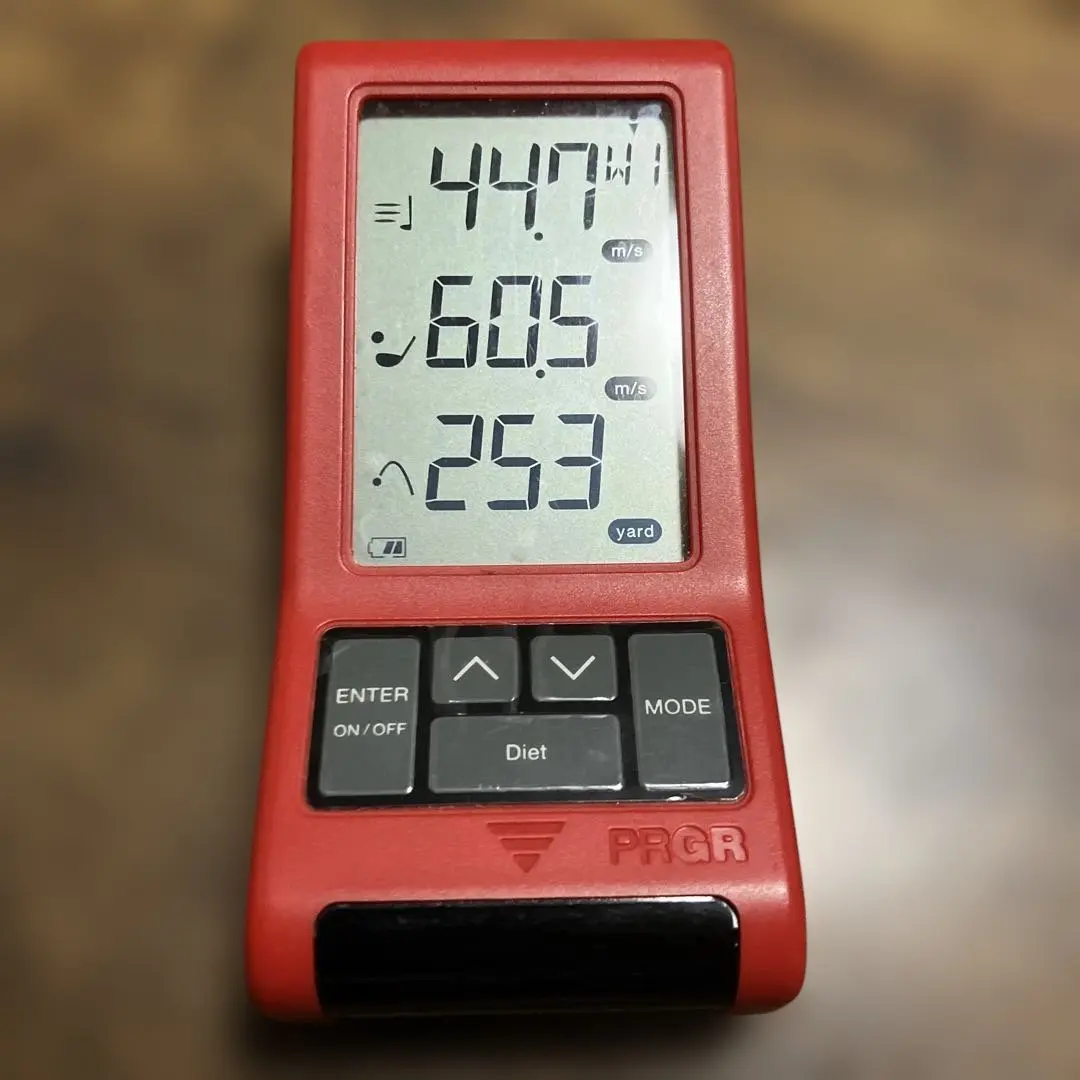 44.7 W1
m/s
60.5
m/s
253
yard
ENTER
ON/OFF
Diet
MODE
PRGR